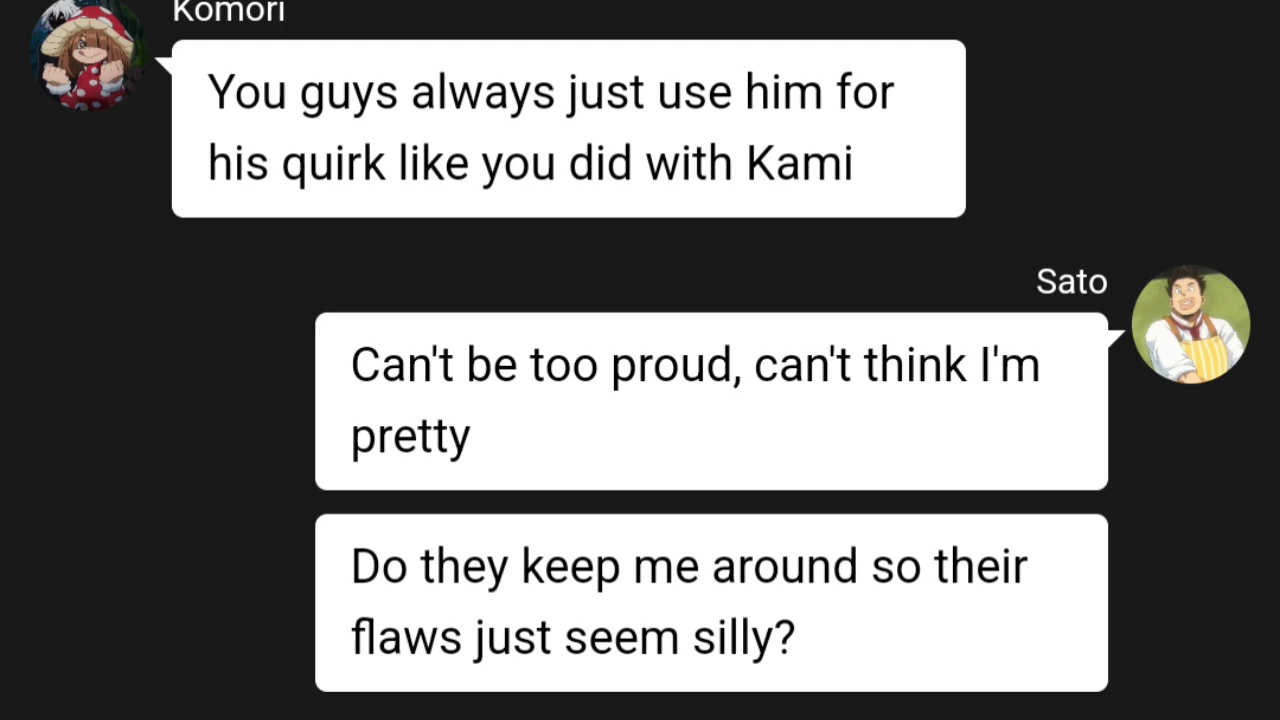 Komori
You guys always just use him for
his quirk like you did with Kami
Sato
Can't be too proud, can't think I'm
pretty
Do they keep me around so their
flaws just seem silly?